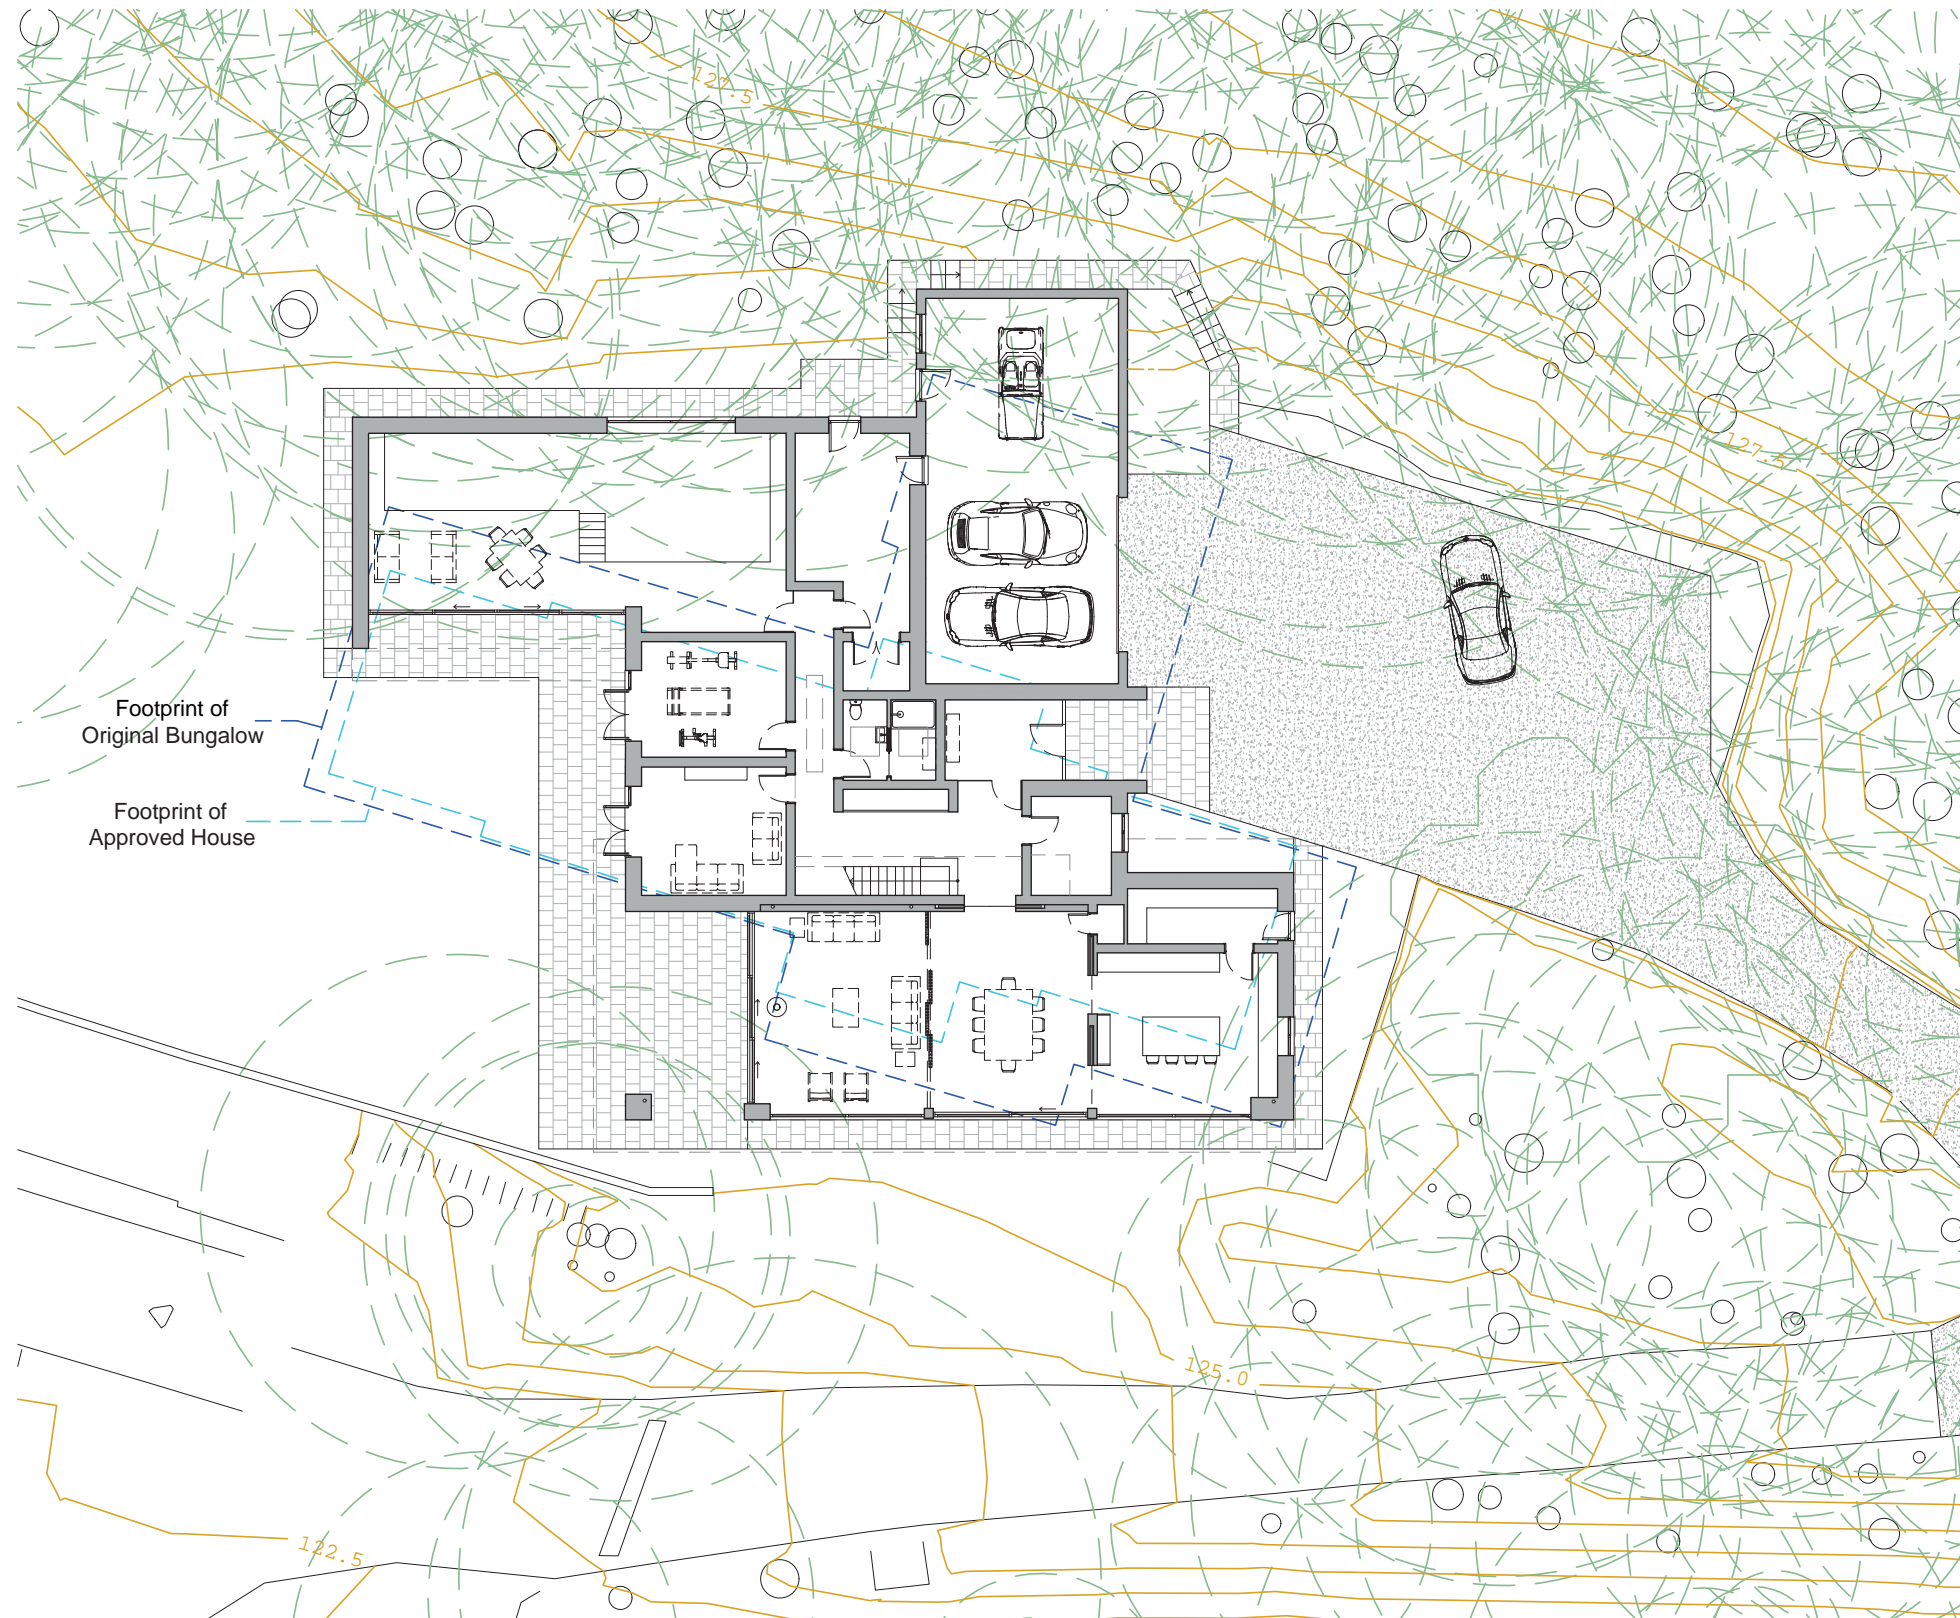 127.5
127.5
Footprint of
Original Bungalow
Footprint of
Approved House
125.0
122.5